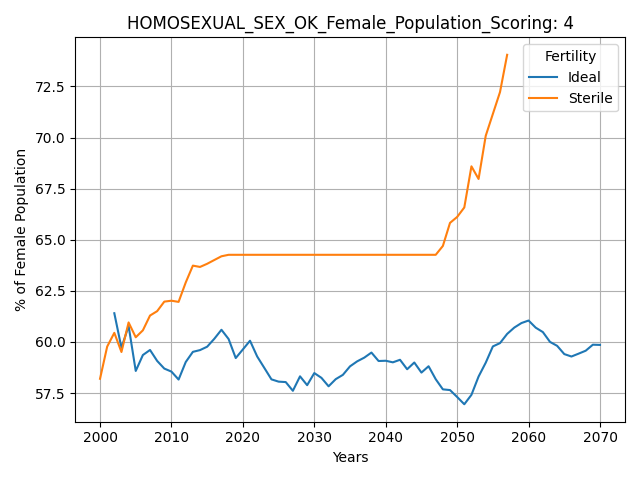 HOMOSEXUAL_SEX_OK_Female_Population_Scoring: 4
Fertility
Ideal
Sterile
% of Female Population
72.5
70.0
67.5
65.0
62.5
60.0
57.5
2000 2010 2020 2030 2040 2050 2060 2070
Years